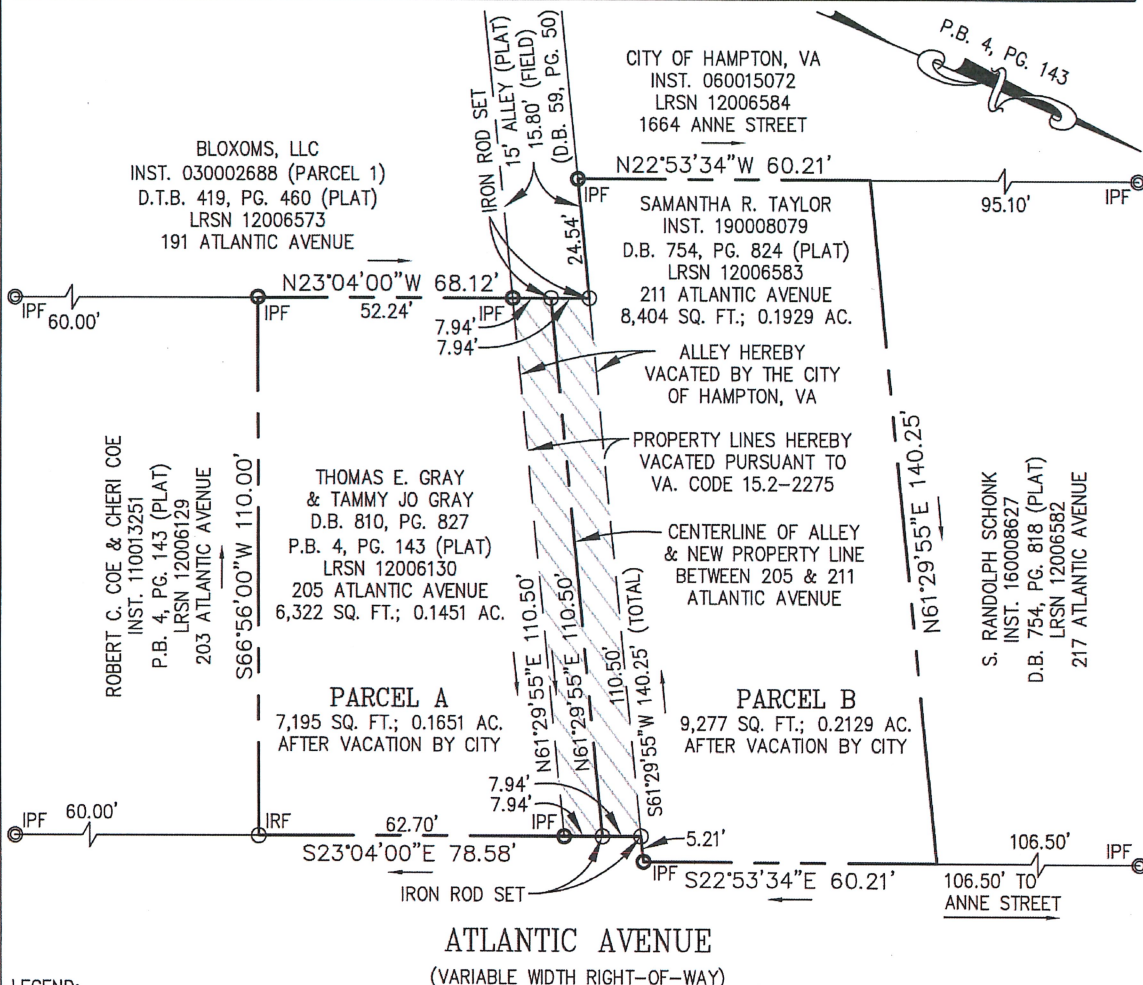 P.B. 4, PG. 143
CITY OF HAMPTON, VA
INST. 060015072
LRSN 12006584
1664 ANNE STREET
15' ALLEY (PLAT)
15.80' (FIELD)
(D.B. 59, PG. 50)
IRON ROD SET
BLOXOMS, LLC
INST. 030002688 (PARCEL 1)
D.T.B. 419, PG. 460 (PLAT)
LRSN 12006573
191 ATLANTIC AVENUE
N22°53'34"W 60.21'
IPF
95.10'
24.54'
SAMANTHA R. TAYLOR
INST. 190008079
D.B. 754, PG. 824 (PLAT)
LRSN 12006583
211 ATLANTIC AVENUE
8,404 SQ. FT.; 0.1929 AC.
N23°04'00"W 68.12'
IPF
60.00'
IPF
52.24'
IPF
7.94'
7.94'
ALLEY HEREBY
VACATED BY THE CITY
OF HAMPTON, VA
PROPERTY LINES HEREBY
VACATED PURSUANT TO
VA. CODE 15.2-2275
CENTERLINE OF ALLEY
& NEW PROPERTY LINE
BETWEEN 205 & 211
ATLANTIC AVENUE
ROBERT C. COE & CHERI COE
INST. 110013251
P.B. 4, PG. 143 (PLAT)
LRSN 12006129
203 ATLANTIC AVENUE
S66°56'00"W 110.00'
THOMAS E. GRAY
& TAMMY JO GRAY
D.B. 810, PG. 827
P.B. 4, PG. 143 (PLAT)
LRSN 12006130
205 ATLANTIC AVENUE
6,322 SQ. FT.; 0.1451 AC.
N61°29'55"E 110.50'
N61°29'55"E 110.50'
110.50'
S61°29'55"W 140.25' (TOTAL)
N61°29'55"E 140.25'
S. RANDOLPH SCHONK
INST. 160008627
D.B. 754, PG. 818 (PLAT)
LRSN 12006582
217 ATLANTIC AVENUE
PARCEL A
7,195 SQ. FT.; 0.1651 AC.
AFTER VACATION BY CITY
PARCEL B
9,277 SQ. FT.; 0.2129 AC.
AFTER VACATION BY CITY
7.94'
7.94'
IPF
60.00'
IRF
62.70'
IPF
5.21'
S23°04'00"E 78.58'
IRON ROD SET
IPF
S22°53'34"E 60.21'
106.50'
IPF
106.50' TO
ANNE STREET
ATLANTIC AVENUE
(VARIABLE WIDTH RIGHT-OF-WAY)
LEGEND: